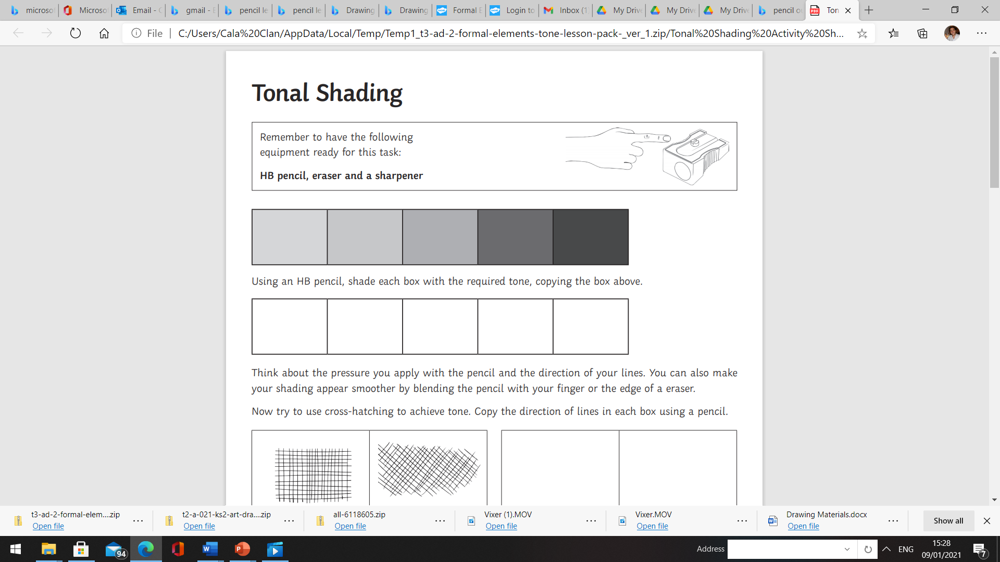 microsof
Microso
Email - C
gmail - B
pencil le
pencil le
Drawing
Drawing
Formal E
Login to
Inbox (1)
My Drive
My Drive
My Drive
pencil ou
Ton
File
C:/Users/Cala%20Clan/AppData/Local/Temp/Temp1_t3-ad-2-formal-elements-tone-lesson-pack-_ver_1.zip/Tonal%20Shading%20Activity%20Sh...
Tonal Shading
Remember to have the following
equipment ready for this task:
HB pencil, eraser and a sharpener
Using an HB pencil, shade each box with the required tone, copying the box above.
Think about the pressure you apply with the pencil and the direction of your lines. You can also make
your shading appear smoother by blending the pencil with your finger or the edge of a eraser.
Now try to use cross-hatching to achieve tone. Copy the direction of lines in each box using a pencil.
t3-ad-2-formal-elem....zip
Open file
t2-a-021-ks2-art-dra....zip
Open file
all-6118605.zip
Open file
Vixer (1).MOV
Open file
Vixer.MOV
Open file
Drawing Materials.docx
Open file
Show all
94
Address
ENG
15:28
09/01/2021
7